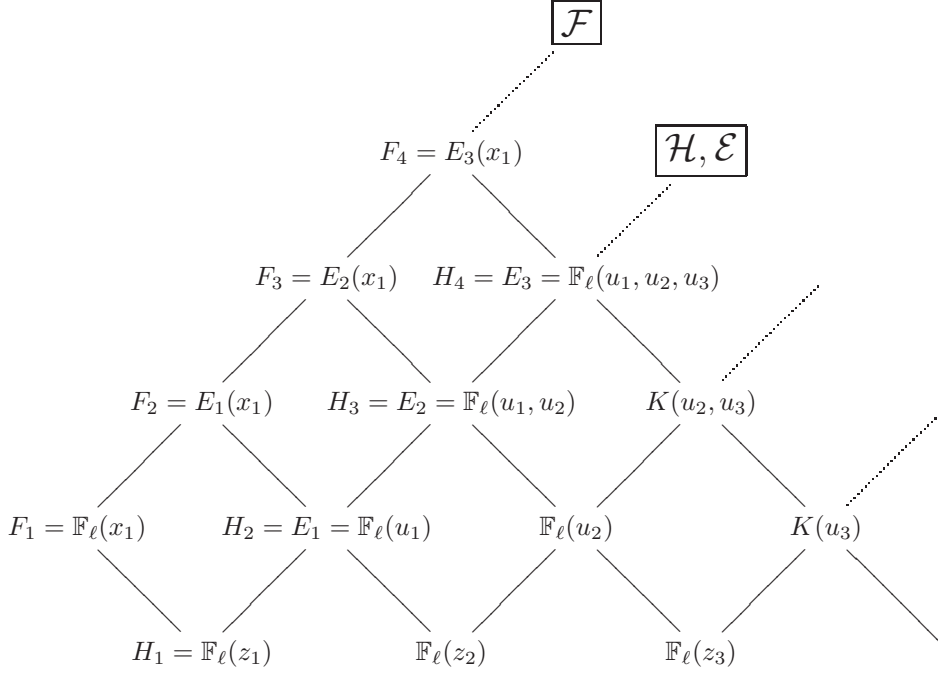 𝓕
F₄ = E₃(x₁) 𝓗, 𝓔
F₃ = E₂(x₁) H₄ = E₃ = 𝔽_ℓ(u₁, u₂, u₃)
F₂ = E₁(x₁) H₃ = E₂ = 𝔽_ℓ(u₁, u₂) K(u₂, u₃)
F₁ = 𝔽_ℓ(x₁) H₂ = E₁ = 𝔽_ℓ(u₁) 𝔽_ℓ(u₂) K(u₃)
H₁ = 𝔽_ℓ(z₁) 𝔽_ℓ(z₂) 𝔽_ℓ(z₃)